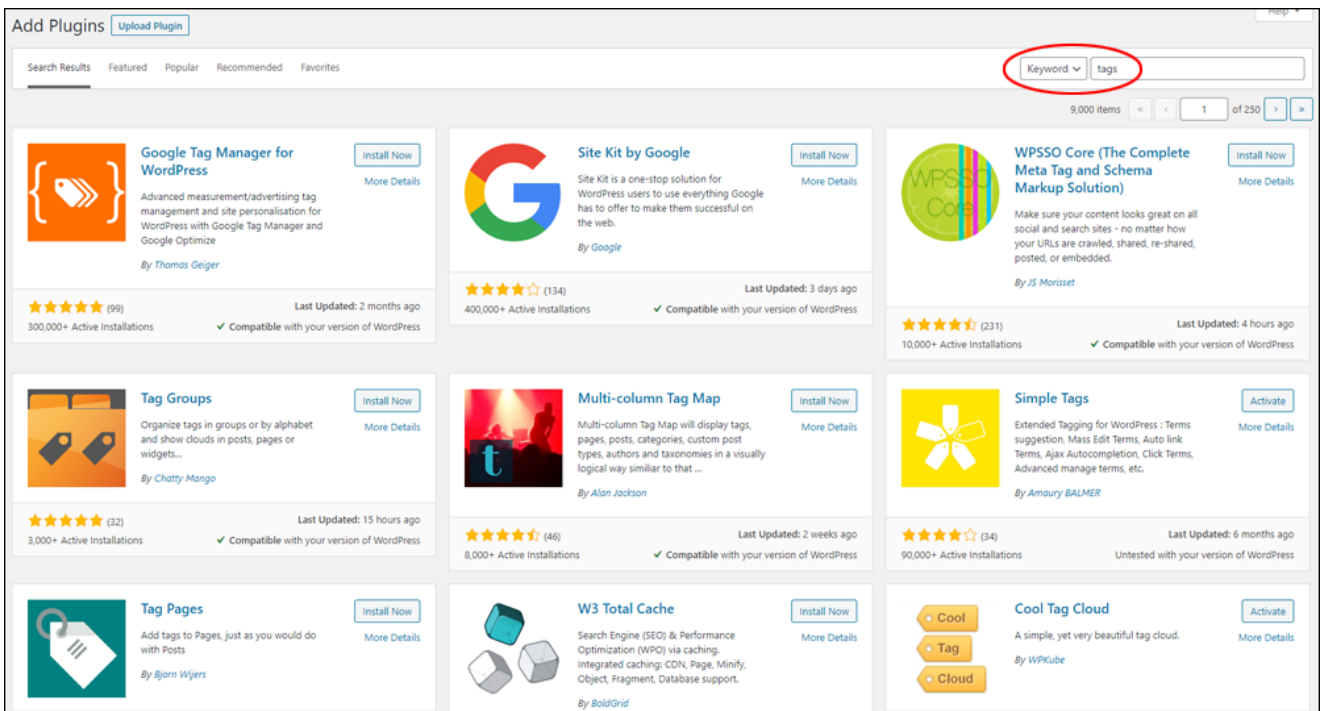 Help
Add Plugins Upload Plugin
Search Results Featured Popular Recommended Favorites Keyword tags
9,000 items « ‹ 1 of 250 › »
Google Tag Manager for
WordPress
Install Now
More Details
Advanced measurement/advertising tag
management and site personalisation for
WordPress with Google Tag Manager and
Google Optimize
By Thomas Geiger
(99)
300,000+ Active Installations
Last Updated: 2 months ago
✓ Compatible with your version of WordPress
Site Kit by Google
Install Now
More Details
Site Kit is a one-stop solution for
WordPress users to use everything Google
has to offer to make them successful on
the web.
By Google
(134)
400,000+ Active Installations
Last Updated: 3 days ago
✓ Compatible with your version of WordPress
WPSSO
Core
WPSSO Core (The Complete
Meta Tag and Schema
Markup Solution)
Install Now
More Details
Make sure your content looks great on all
social and search sites - no matter how
your URLs are crawled, shared, re-shared,
posted, or embedded.
By JS Morisset
(231)
10,000+ Active Installations
Last Updated: 4 hours ago
✓ Compatible with your version of WordPress
Tag Groups
Install Now
More Details
Organize tags in groups or by alphabet
and show clouds in posts, pages or
widgets...
By Chatty Mango
(32)
3,000+ Active Installations
Last Updated: 15 hours ago
✓ Compatible with your version of WordPress
t
Multi-column Tag Map
Install Now
More Details
Multi-column Tag Map will display tags,
pages, posts, categories, custom post
types, authors and taxonomies in a visually
logical way similiar to that ...
By Alan Jackson
(46)
8,000+ Active Installations
Last Updated: 2 weeks ago
✓ Compatible with your version of WordPress
Simple Tags
Activate
More Details
Extended Tagging for WordPress : Terms
suggestion, Mass Edit Terms, Auto link
Terms, Ajax Autocompletion, Click Terms,
Advanced manage terms, etc.
By Amaury BALMER
(34)
90,000+ Active Installations
Last Updated: 6 months ago
Untested with your version of WordPress
Tag Pages
Install Now
More Details
Add tags to Pages, just as you would do
with Posts
By Bjorn Wijers
W3 Total Cache
Install Now
More Details
Search Engine (SEO) & Performance
Optimization (WPO) via caching.
Integrated caching: CDN, Page, Minify,
Object, Fragment, Database support.
By BoldGrid
Cool
Tag
Cloud
Cool Tag Cloud
Activate
More Details
A simple, yet very beautiful tag cloud.
By WPKube